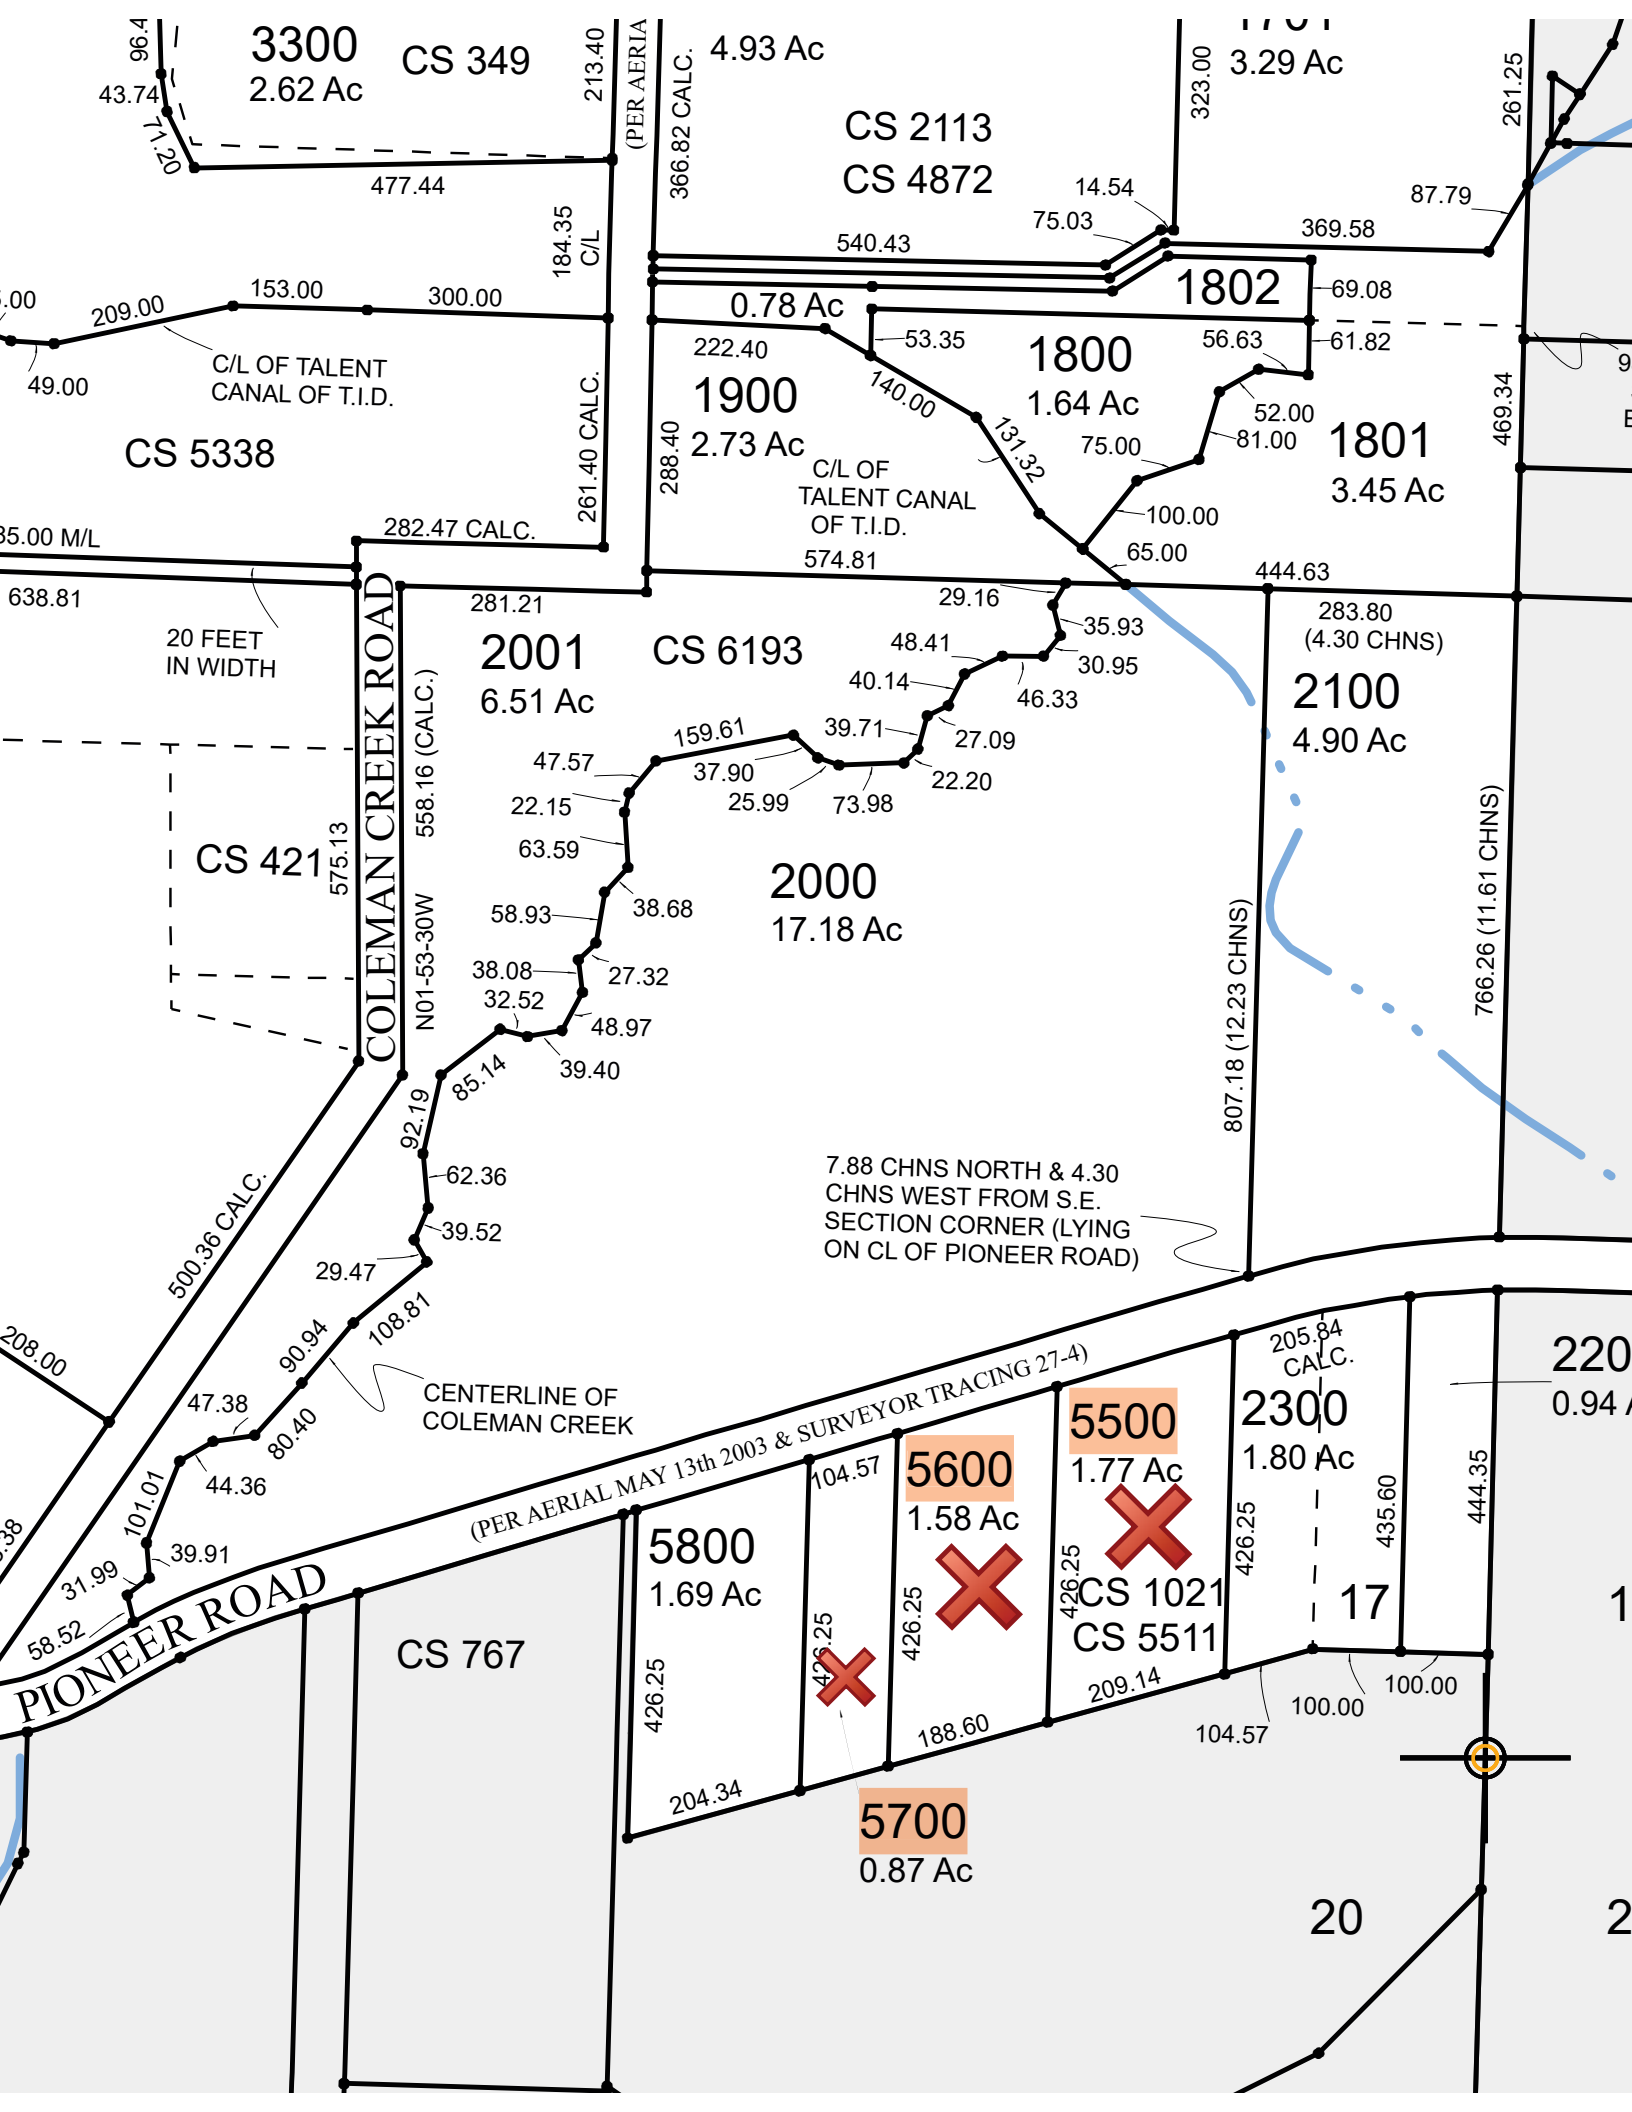 96.4
3300
2.62 Ac
CS 349
213.40
(PER AERIA
366.82 CALC.
4.93 Ac
323.00
3.29 Ac
261.25
43.74
71.20
477.44
CS 2113
CS 4872
14.54
75.03
87.79
369.58
540.43
184.35
C/L
209.00
153.00
300.00
49.00
C/L OF TALENT
CANAL OF T.I.D.
0.78 Ac
1802
69.08
222.40
53.35
1800
1.64 Ac
56.63
61.82
1900
2.73 Ac
140.00
131.32
52.00
81.00
75.00
1801
3.45 Ac
469.34
CS 5338
261.40 CALC.
288.40
C/L OF
TALENT CANAL
OF T.I.D.
100.00
65.00
35.00 M/L
282.47 CALC.
574.81
444.63
638.81
281.21
29.16
283.80
(4.30 CHNS)
20 FEET
IN WIDTH
COLEMAN CREEK ROAD
2001
6.51 Ac
CS 6193
48.41
35.93
30.95
40.14
46.33
2100
4.90 Ac
558.16 (CALC.)
159.61
39.71
27.09
47.57
37.90
22.20
22.15
25.99
73.98
63.59
CS 421
575.13
2000
17.18 Ac
38.68
58.93
N01-53-30W
38.08
27.32
32.52
48.97
39.40
85.14
92.19
807.18 (12.23 CHNS)
766.26 (11.61 CHNS)
62.36
39.52
29.47
108.81
500.36 CALC.
7.88 CHNS NORTH & 4.30
CHNS WEST FROM S.E.
SECTION CORNER (LYING
ON CL OF PIONEER ROAD)
208.00
90.94
47.38
80.40
CENTERLINE OF
COLEMAN CREEK
44.36
101.01
39.91
31.99
58.52
PIONEER ROAD
(PER AERIAL MAY 13th 2003 & SURVEYOR TRACING 27-4)
205.84
CALC.
220
0.94 A
5500
1.77 Ac
2300
1.80 Ac
104.57
5600
1.58 Ac
5800
1.69 Ac
426.25
426.25
426.25
426.25
426.25
435.60
444.35
CS 1021
CS 5511
17
CS 767
209.14
104.57
100.00
100.00
188.60
204.34
5700
0.87 Ac
20